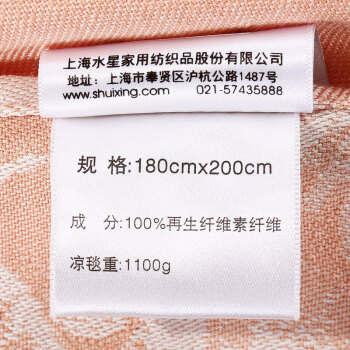 上海水星家用纺织品股份有限公司
地址:上海市奉贤区沪杭公路1487号
www.shuixing.com 021-57435888
规 格:180cmx200cm
成 分:100%再生纤维素纤维
凉毯重:1100g